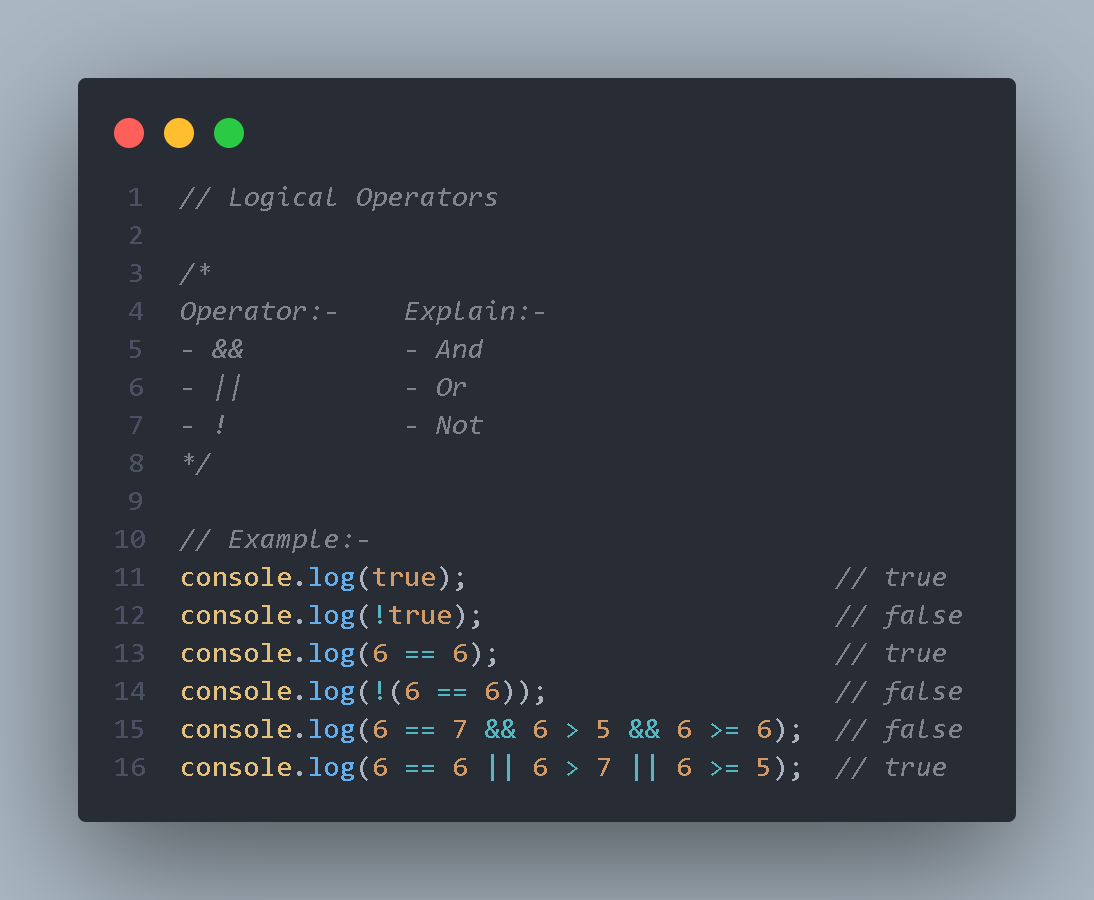 1 // Logical Operators
2
3 /*
4 Operator:-    Explain:-
5 - &&          - And
6 - ||          - Or
7 - !           - Not
8 */
9
10 // Example:-
11 console.log(true);                       // true
12 console.log(!true);                      // false
13 console.log(6 == 6);                     // true
14 console.log(!(6 == 6));                  // false
15 console.log(6 == 7 && 6 > 5 && 6 >= 6);  // false
16 console.log(6 == 6 || 6 > 7 || 6 >= 5);  // true